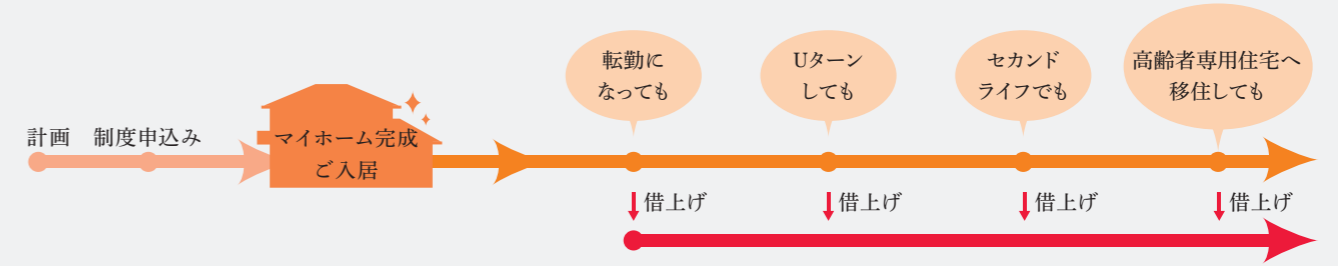 計画
制度申込み
マイホーム完成
ご入居
転勤に
なっても
Uターン
しても
セカンド
ライフでも
高齢者専用住宅へ
移住しても
借上げ
借上げ
借上げ
借上げ